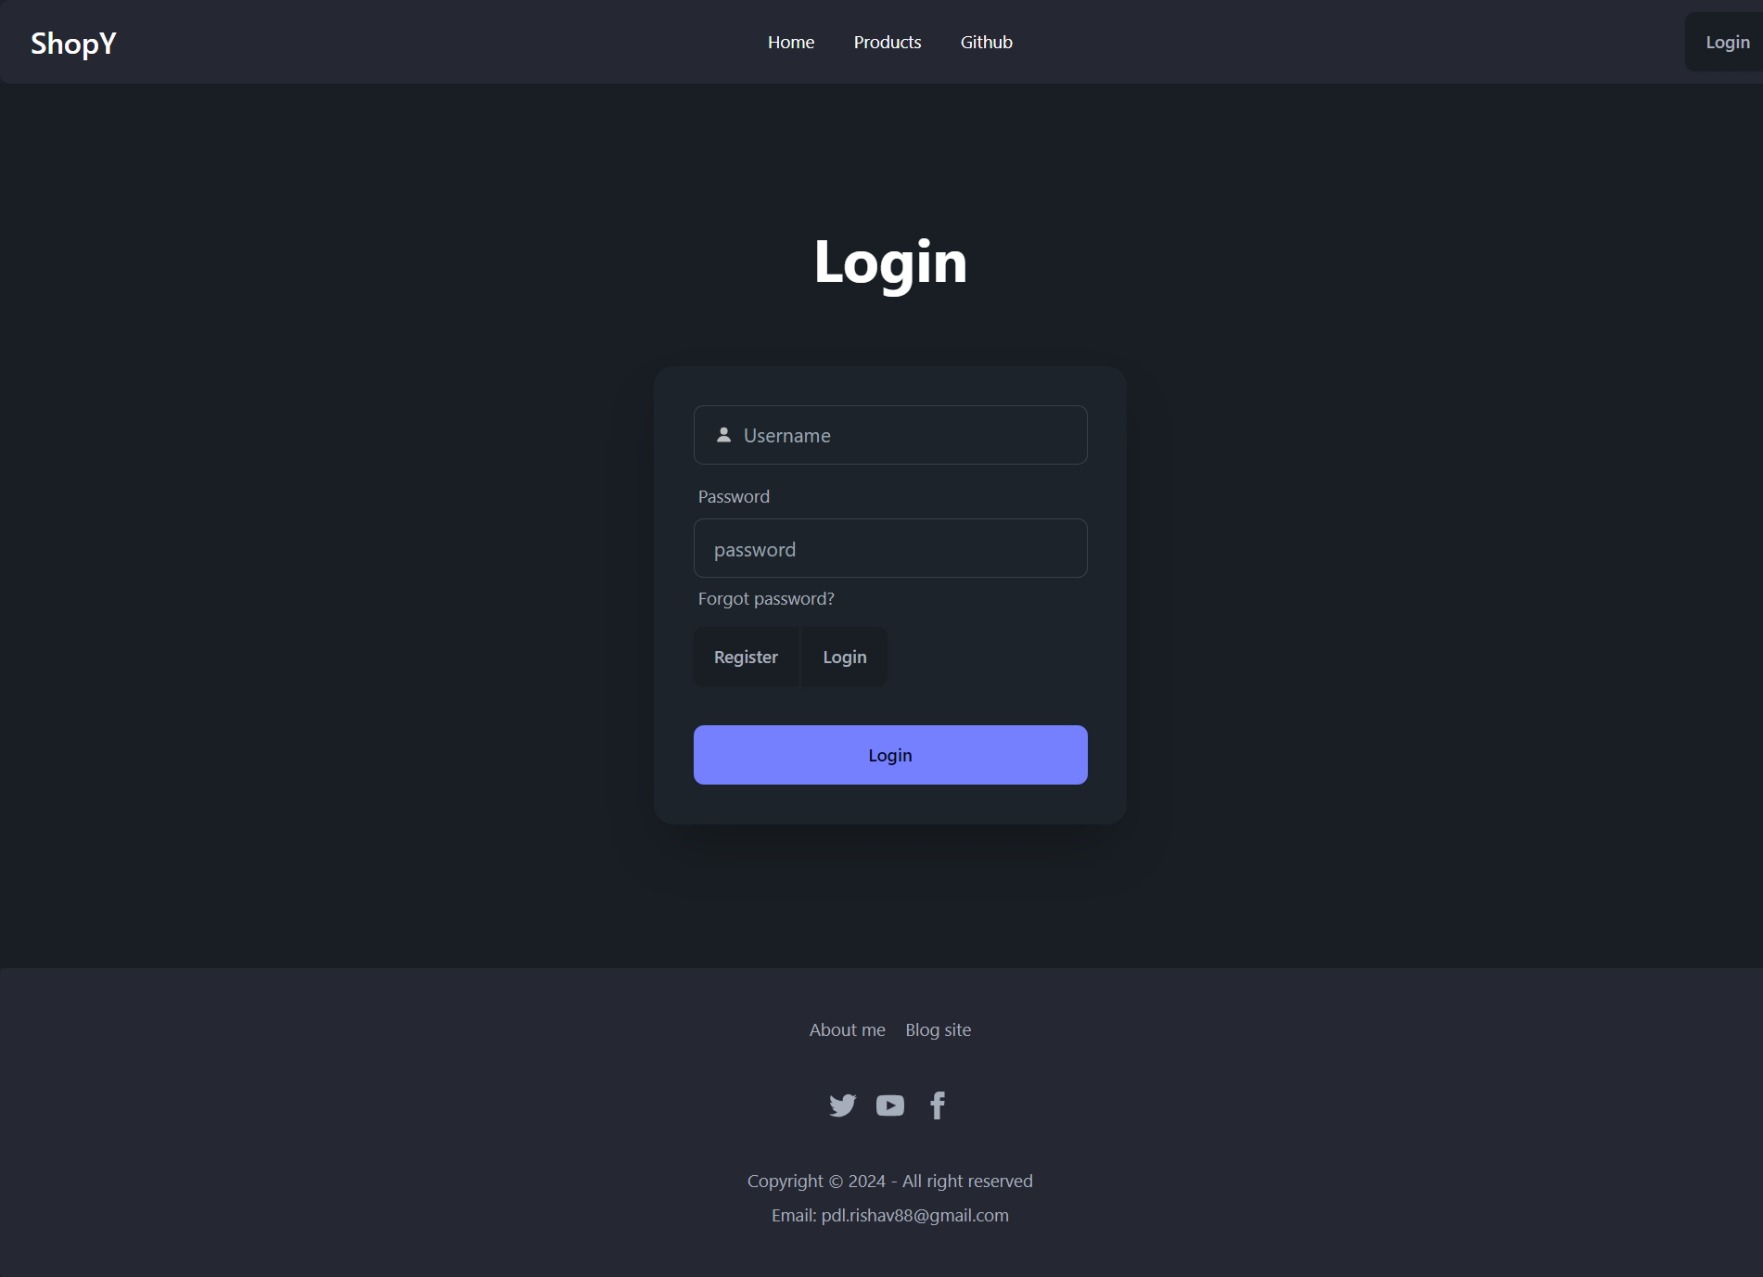 ShopY
Home Products Github
Login
Login
Username
Password
password
Forgot password?
Register Login
Login
About me Blog site
Copyright © 2024 - All right reserved
Email: pdl.rishav88@gmail.com